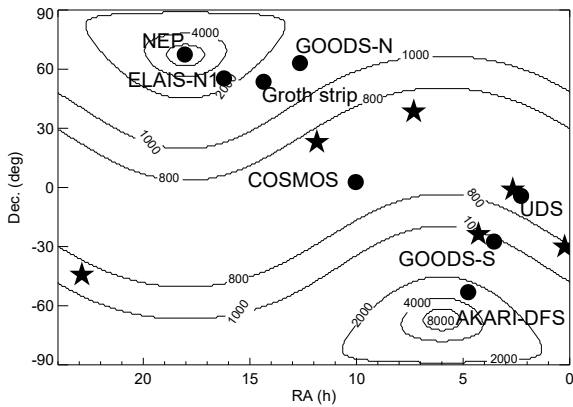 90
60
30
0
-30
-60
-90
Dec. (deg)
NEP
4000
GOODS-N
ELAIS-N1
2000
Groth strip
1000
800
1000
800
COSMOS
800
UDS
GOODS-S
800
1000
2000
4000
8000
AKARI-DFS
2000
20
15
10
5
0
RA (h)